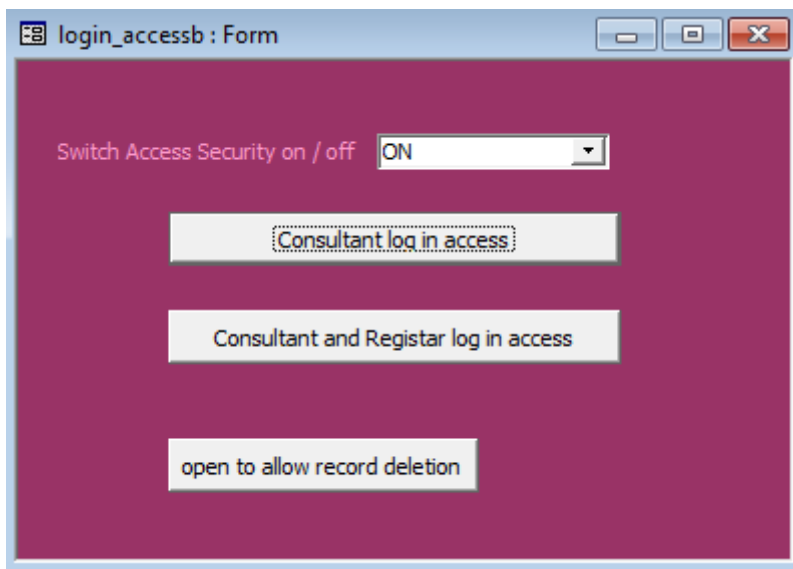 login_accessb : Form
Switch Access Security on / off ON
Consultant log in access
Consultant and Registar log in access
open to allow record deletion